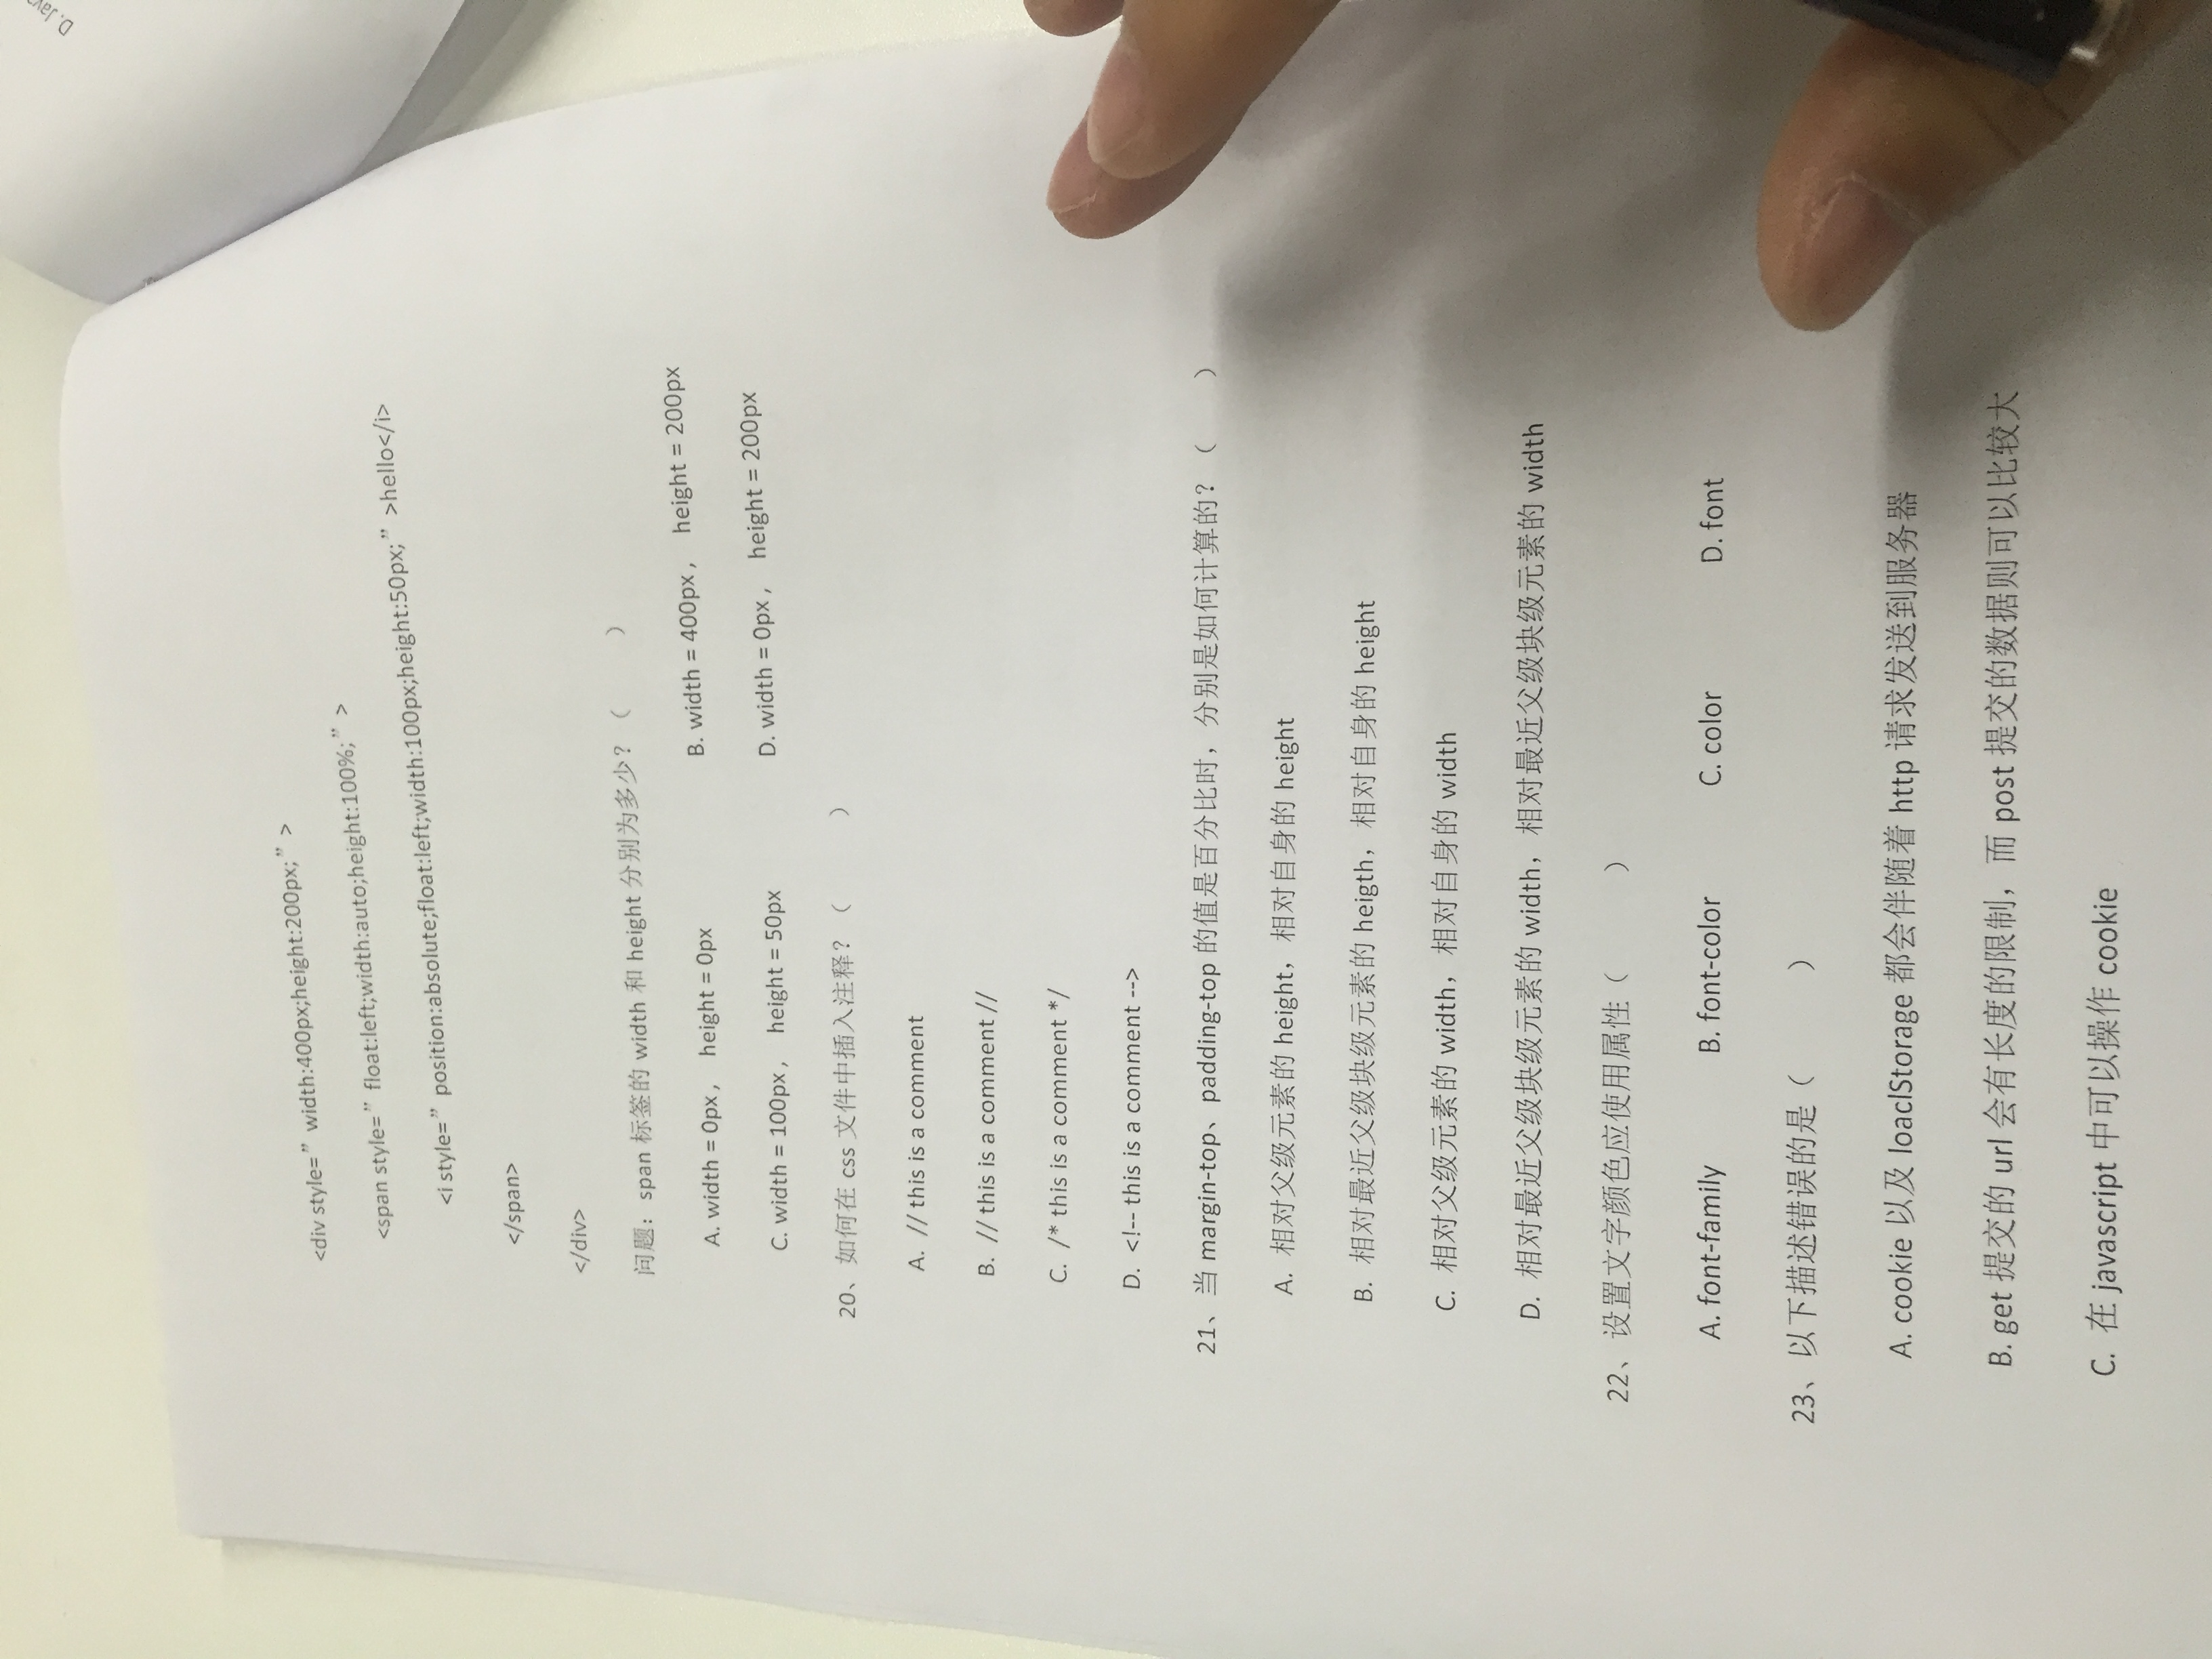 D. Jav
<div style=” width:400px;height:200px;” >
<span style=” float:left;width:auto;height:100%;” >
<i style=” position:absolute;float:left;width:100px;height:50px;” >hello</i>
</span>
</div>
问题：span 标签的 width 和 height 分别为多少？（ ）
A. width = 0px , height = 0px B. width = 400px , height = 200px
C. width = 100px , height = 50px D. width = 0px , height = 200px
20、如何在 css 文件中插入注释？（ ）
A. // this is a comment
B. // this is a comment //
C. /* this is a comment */
D. <!-- this is a comment -->
21、当 margin-top、padding-top 的值是百分比时，分别是如何计算的？（ ）
A. 相对父级元素的 height，相对自身的 height
B. 相对最近父级块级元素的 heigth，相对自身的 height
C. 相对父级元素的 width，相对自身的 width
D. 相对最近父级块级元素的 width，相对最近父级块级元素的 width
22、设置文字颜色应使用属性（ ）
A. font-family B. font-color C. color D. font
23、以下描述错误的是（ ）
A. cookie 以及 loaclStorage 都会伴随着 http 请求发送到服务器
B. get 提交的 url 会有长度的限制，而 post 提交的数据则可以比较大
C. 在 javascript 中可以操作 cookie